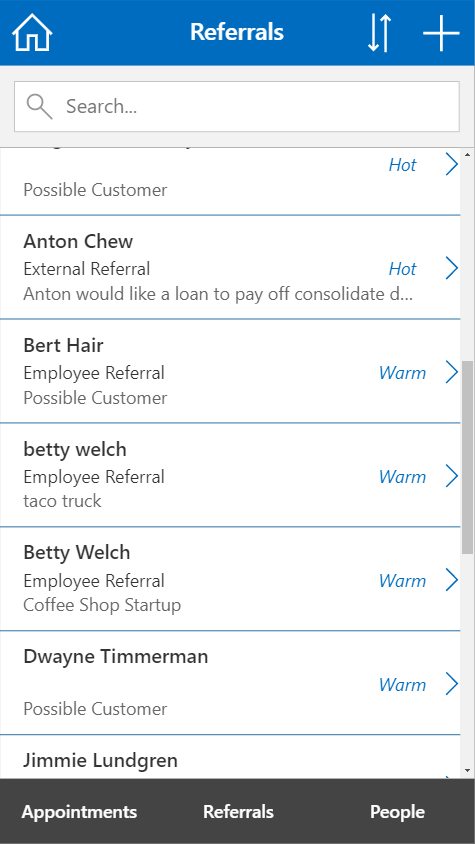 Referrals
Search...
Hot
Possible Customer
Anton Chew
External Referral
Hot
Anton would like a loan to pay off consolidate d...
Bert Hair
Employee Referral
Warm
Possible Customer
betty welch
Employee Referral
Warm
taco truck
Betty Welch
Employee Referral
Warm
Coffee Shop Startup
Dwayne Timmerman
Warm
Possible Customer
Jimmie Lundgren
Appointments Referrals People